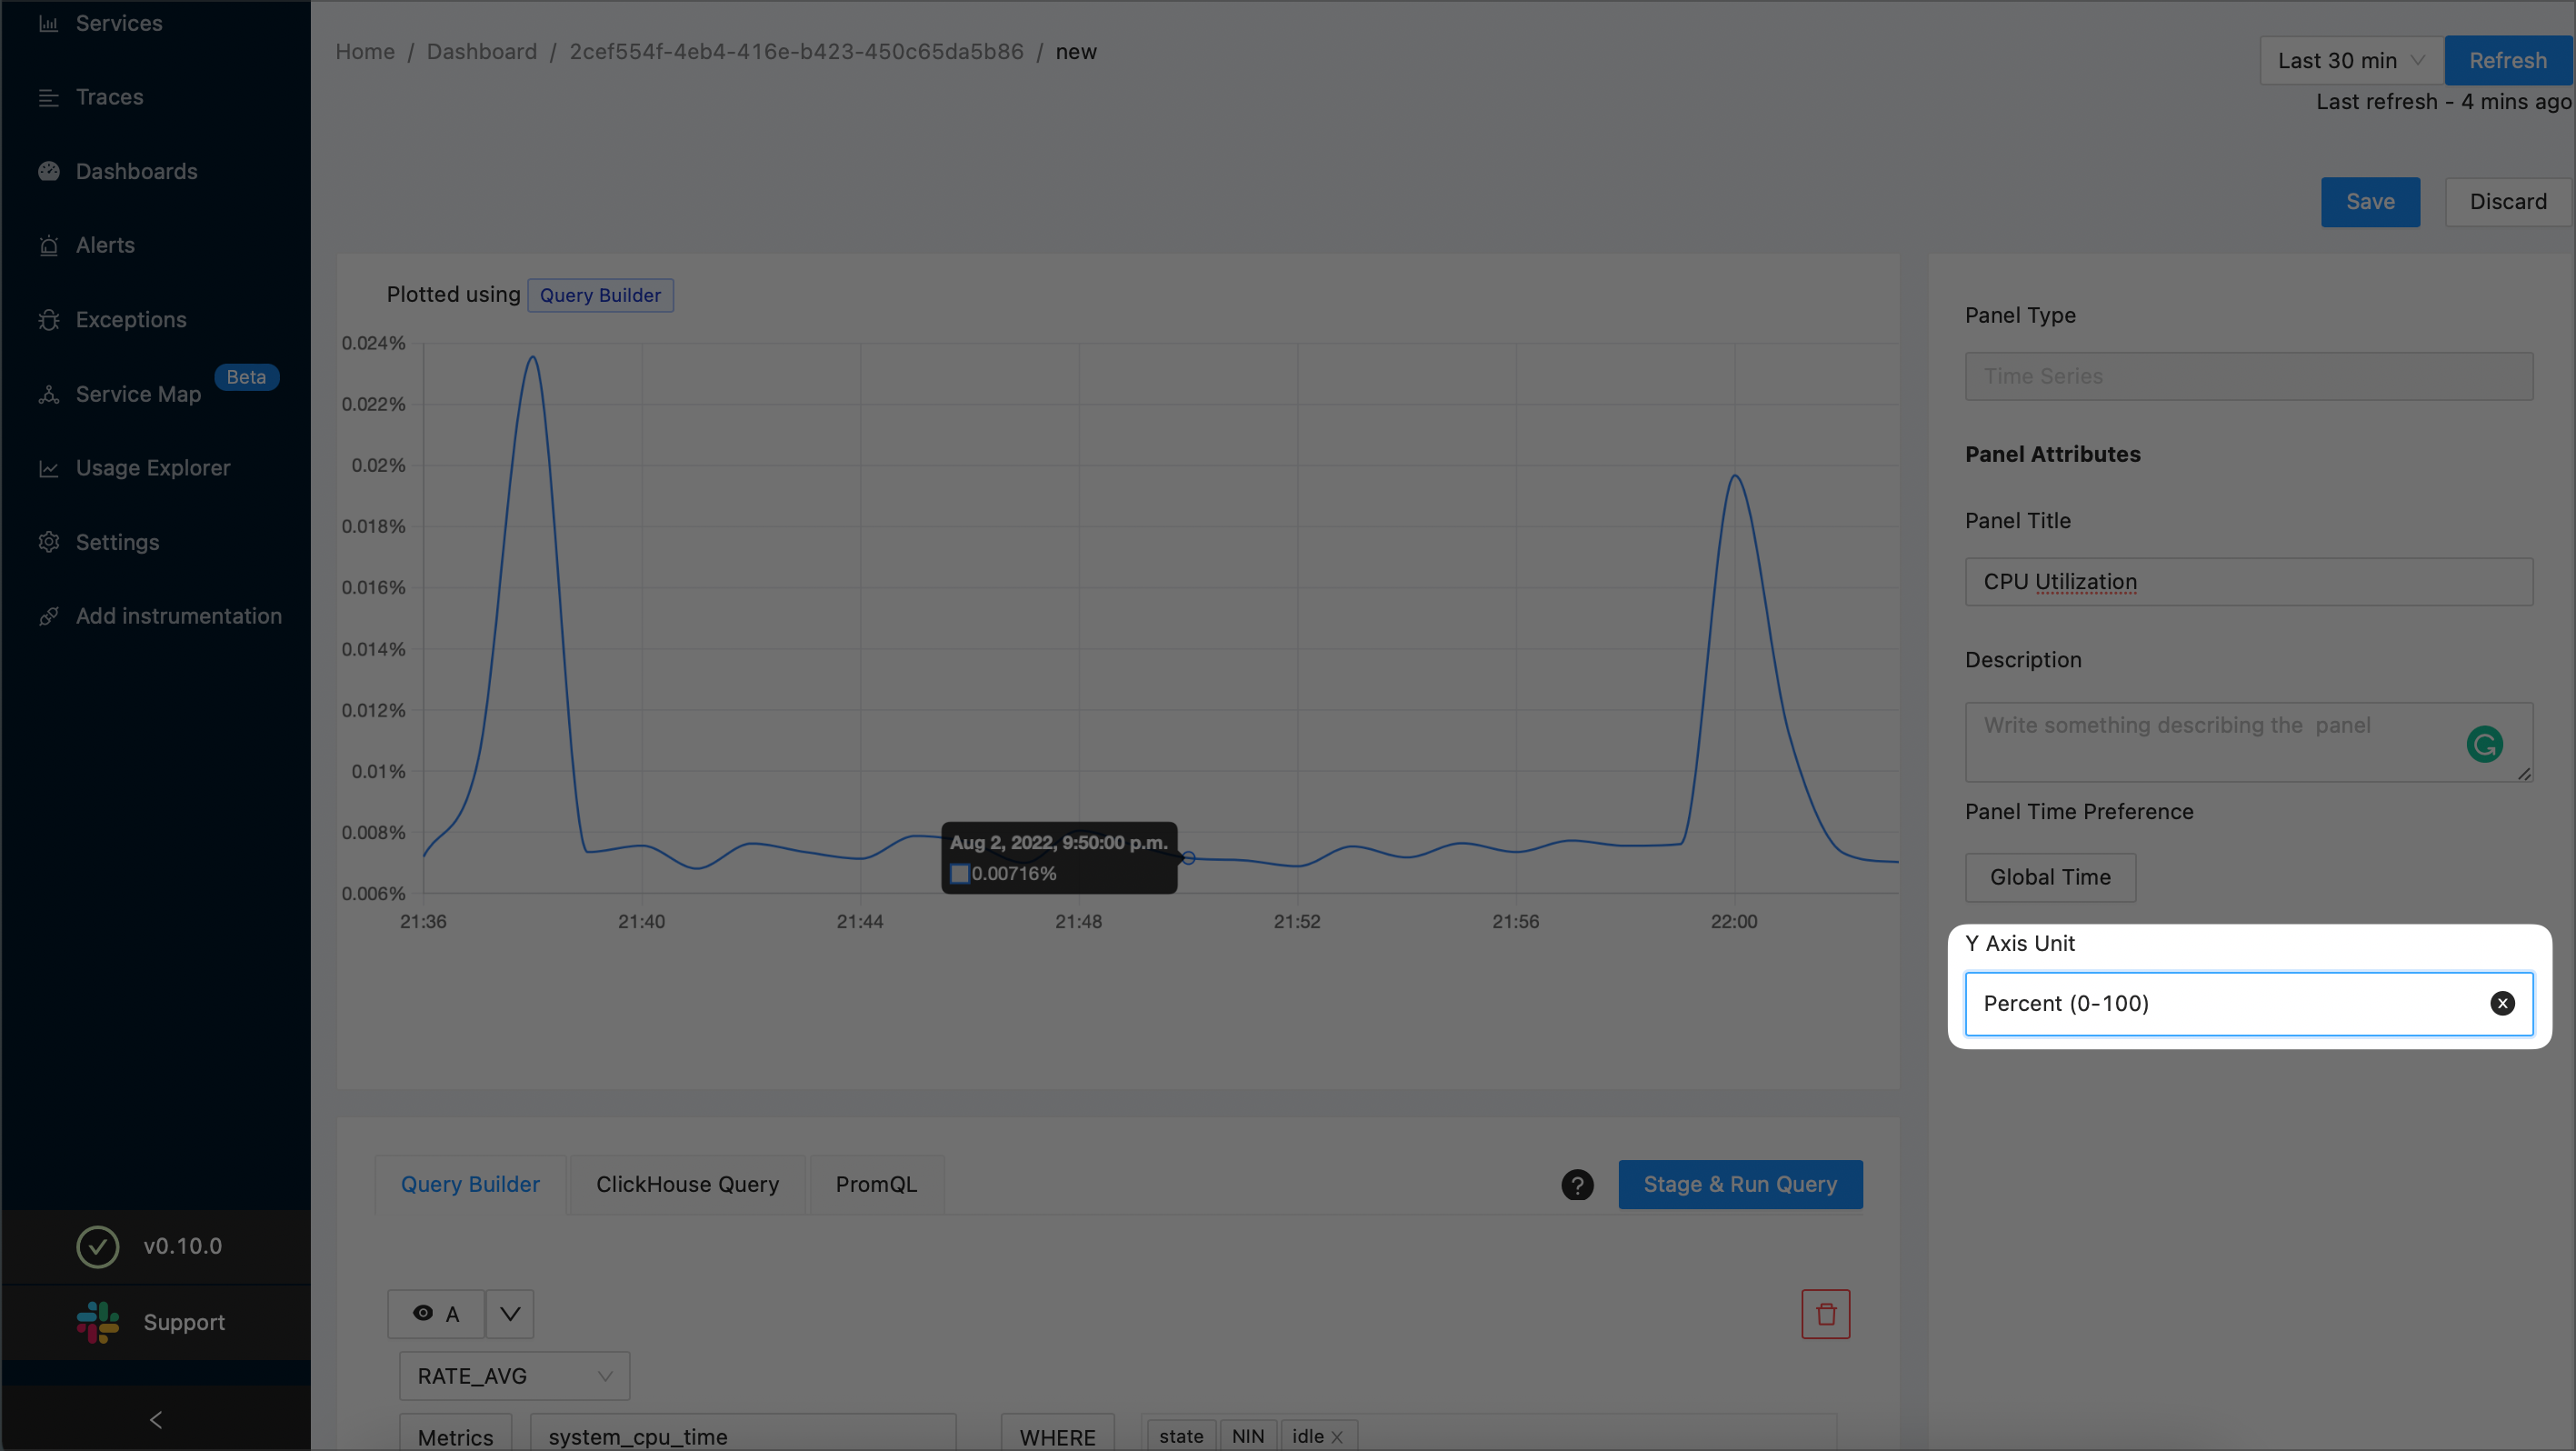 Services
Traces
Dashboards
Alerts
Exceptions
Service Map
Beta
Usage Explorer
Settings
Add instrumentation
v0.10.0
Support
Home / Dashboard / 2cef554f-4eb4-416e-b423-450c65da5b86 / new
Last 30 min
Refresh
Last refresh - 4 mins ago
Save
Discard
Plotted using Query Builder
0.024%
0.022%
0.02%
0.018%
0.016%
0.014%
0.012%
0.01%
0.008%
0.006%
21:36 21:40 21:44 21:48 21:52 21:56 22:00
Aug 2, 2022, 9:50:00 p.m.
0.00716%
Panel Type
Time Series
Panel Attributes
Panel Title
CPU Utilization
Description
Write something describing the panel
Panel Time Preference
Global Time
Y Axis Unit
Percent (0-100)
Query Builder ClickHouse Query PromQL
Stage & Run Query
A
RATE_AVG
Metrics system_cpu_time WHERE state NIN idle